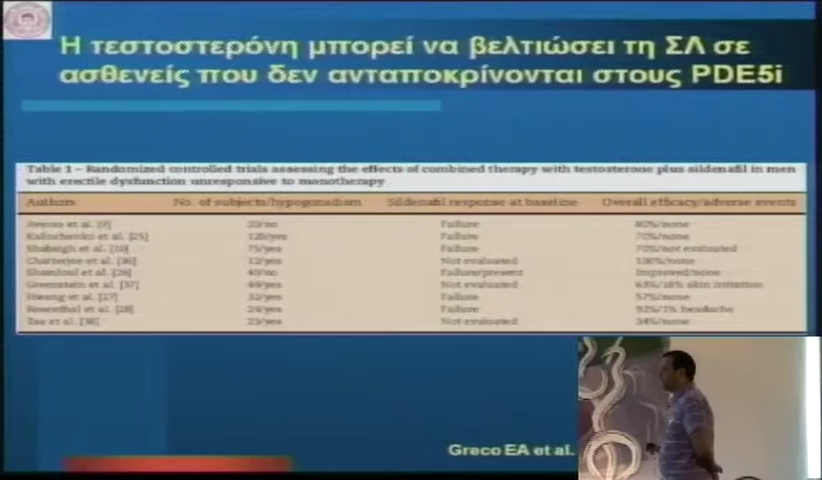 Η τεστοστερόνη μπορεί να βελτιώσει τη ΣΛ σε
ασθενείς που δεν ανταποκρίνονται στους PDE5i
Table 1 – Randomized controlled trials assessing the effects of combined therapy with testosterone plus sildenafil in men
with erectile dysfunction unresponsive to monotherapy
Authors No. of subjects/hypogonadism Sildenafil response at baseline Overall efficacy/adverse events
Aversa et al. [9] 20/no Failure 80%/none
Kalinchenko et al. [25] 120/yes Failure 70%/none
Shabsigh et al. [10] 75/yes Failure 70%/not evaluated
Chatterjee et al. [36] 12/yes Not evaluated 100%/none
Shamloul et al. [26] 40/no Failure/present Improved/none
Greenstein et al. [37] 49/yes Not evaluated 63%/18% skin irritation
Hwang et al. [27] 32/yes Failure 57%/none
Rosenthal et al. [28] 24/yes Failure 92%/1% headache
Tas et al. [38] 23/yes Not evaluated 34%/none
Greco EA et al.